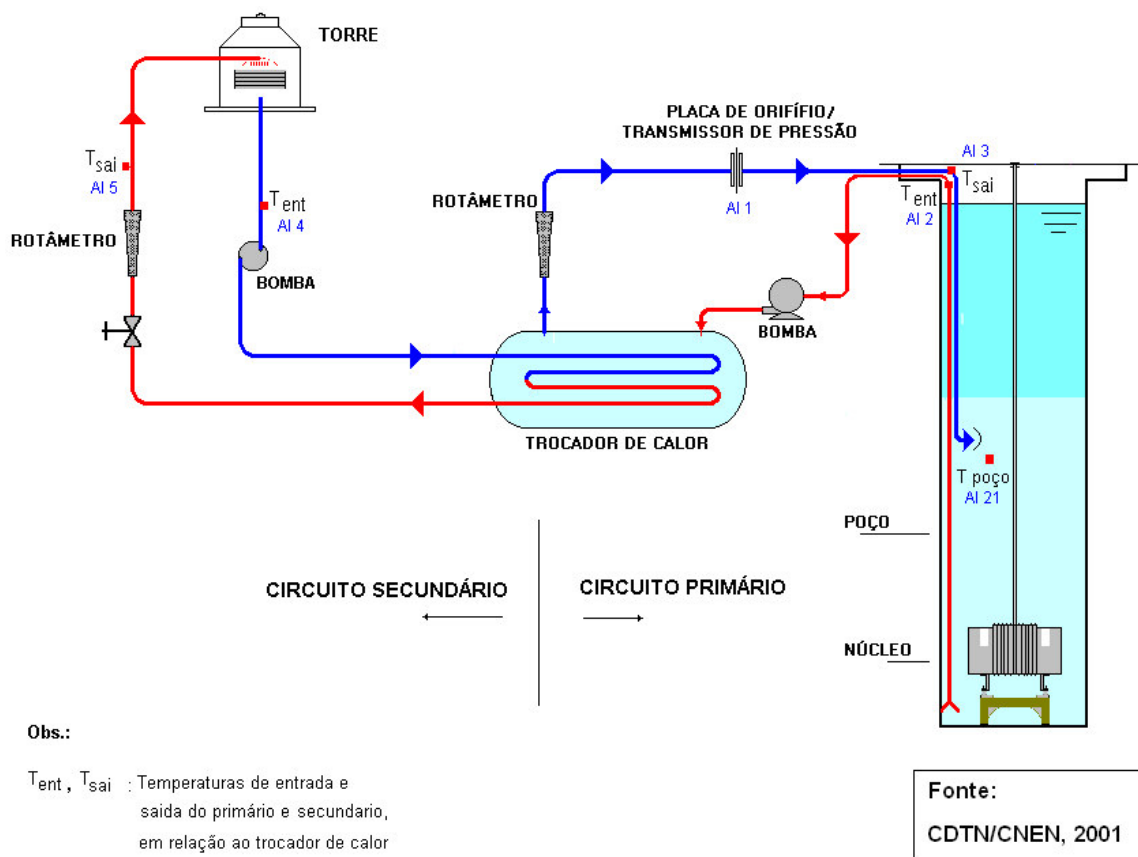 TORRE
PLACA DE ORIFÍFIO/
TRANSMISSOR DE PRESSÃO
Tsai
AI 5
Tent
AI 4
ROTÂMETRO
BOMBA
ROTÂMETRO
AI 1
AI 3
Tsai
Tent
AI 2
BOMBA
TROCADOR DE CALOR
T poço
AI 21
POÇO
CIRCUITO SECUNDÁRIO
CIRCUITO PRIMÁRIO
NÚCLEO
Obs.:
Tent , Tsai : Temperaturas de entrada e
saida do primário e secundario,
em relação ao trocador de calor
Fonte:
CDTN/CNEN, 2001